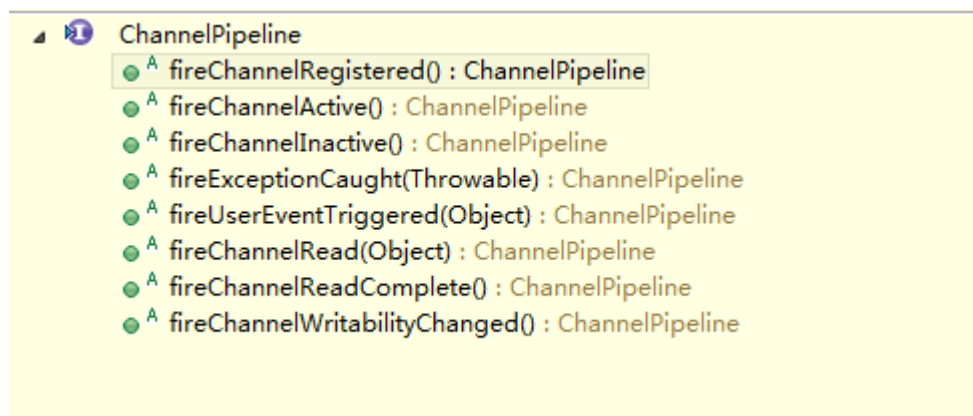 ChannelPipeline
A fireChannelRegistered() : ChannelPipeline
A fireChannelActive() : ChannelPipeline
A fireChannelInactive() : ChannelPipeline
A fireExceptionCaught(Throwable) : ChannelPipeline
A fireUserEventTriggered(Object) : ChannelPipeline
A fireChannelRead(Object) : ChannelPipeline
A fireChannelReadComplete() : ChannelPipeline
A fireChannelWritabilityChanged() : ChannelPipeline